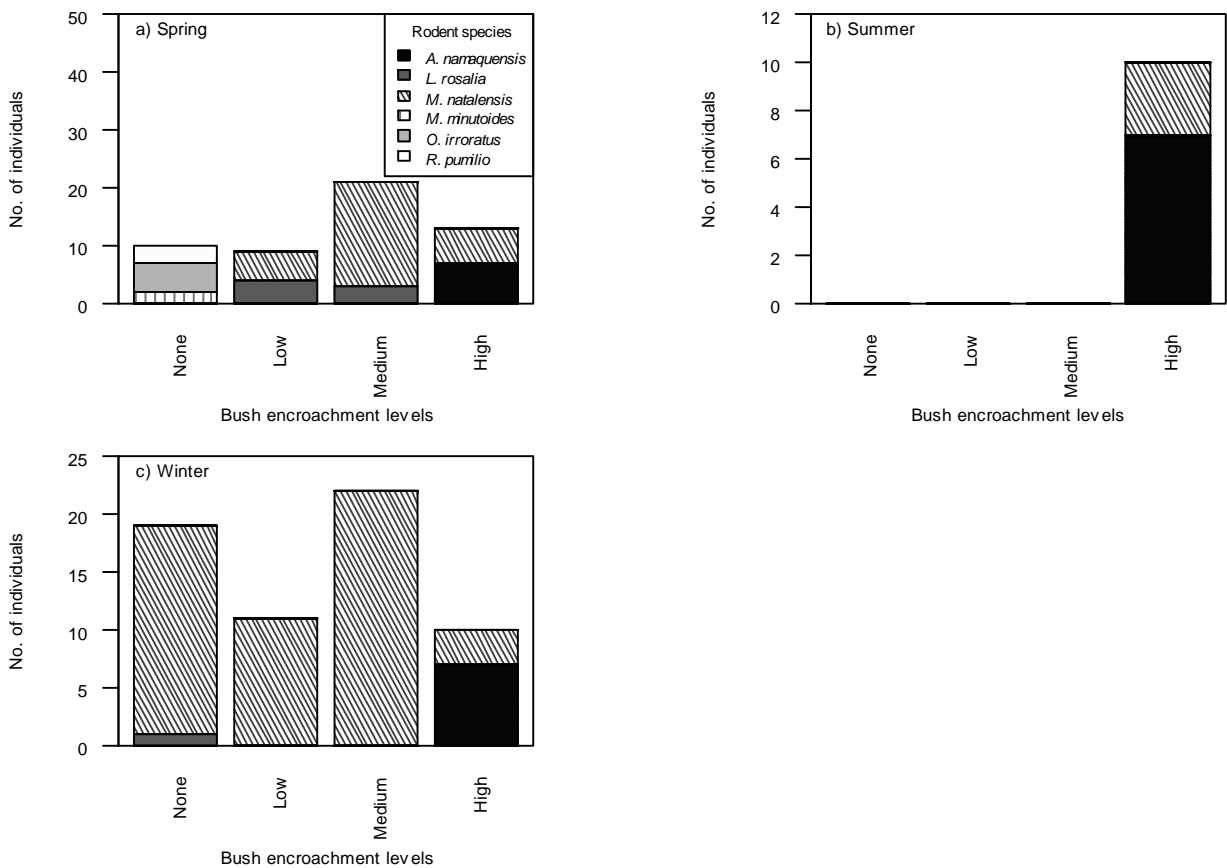 a) Spring
Rodent species
A. namaquensis
L. rosalia
M. natalensis
M. minutoides
O. irroratus
R. pumilio
No. of individuals
50
40
30
20
10
0
None
Low
Medium
High
Bush encroachment levels
b) Summer
No. of individuals
12
10
8
6
4
2
0
None
Low
Medium
High
Bush encroachment levels
c) Winter
No. of individuals
25
20
15
10
5
0
None
Low
Medium
High
Bush encroachment levels